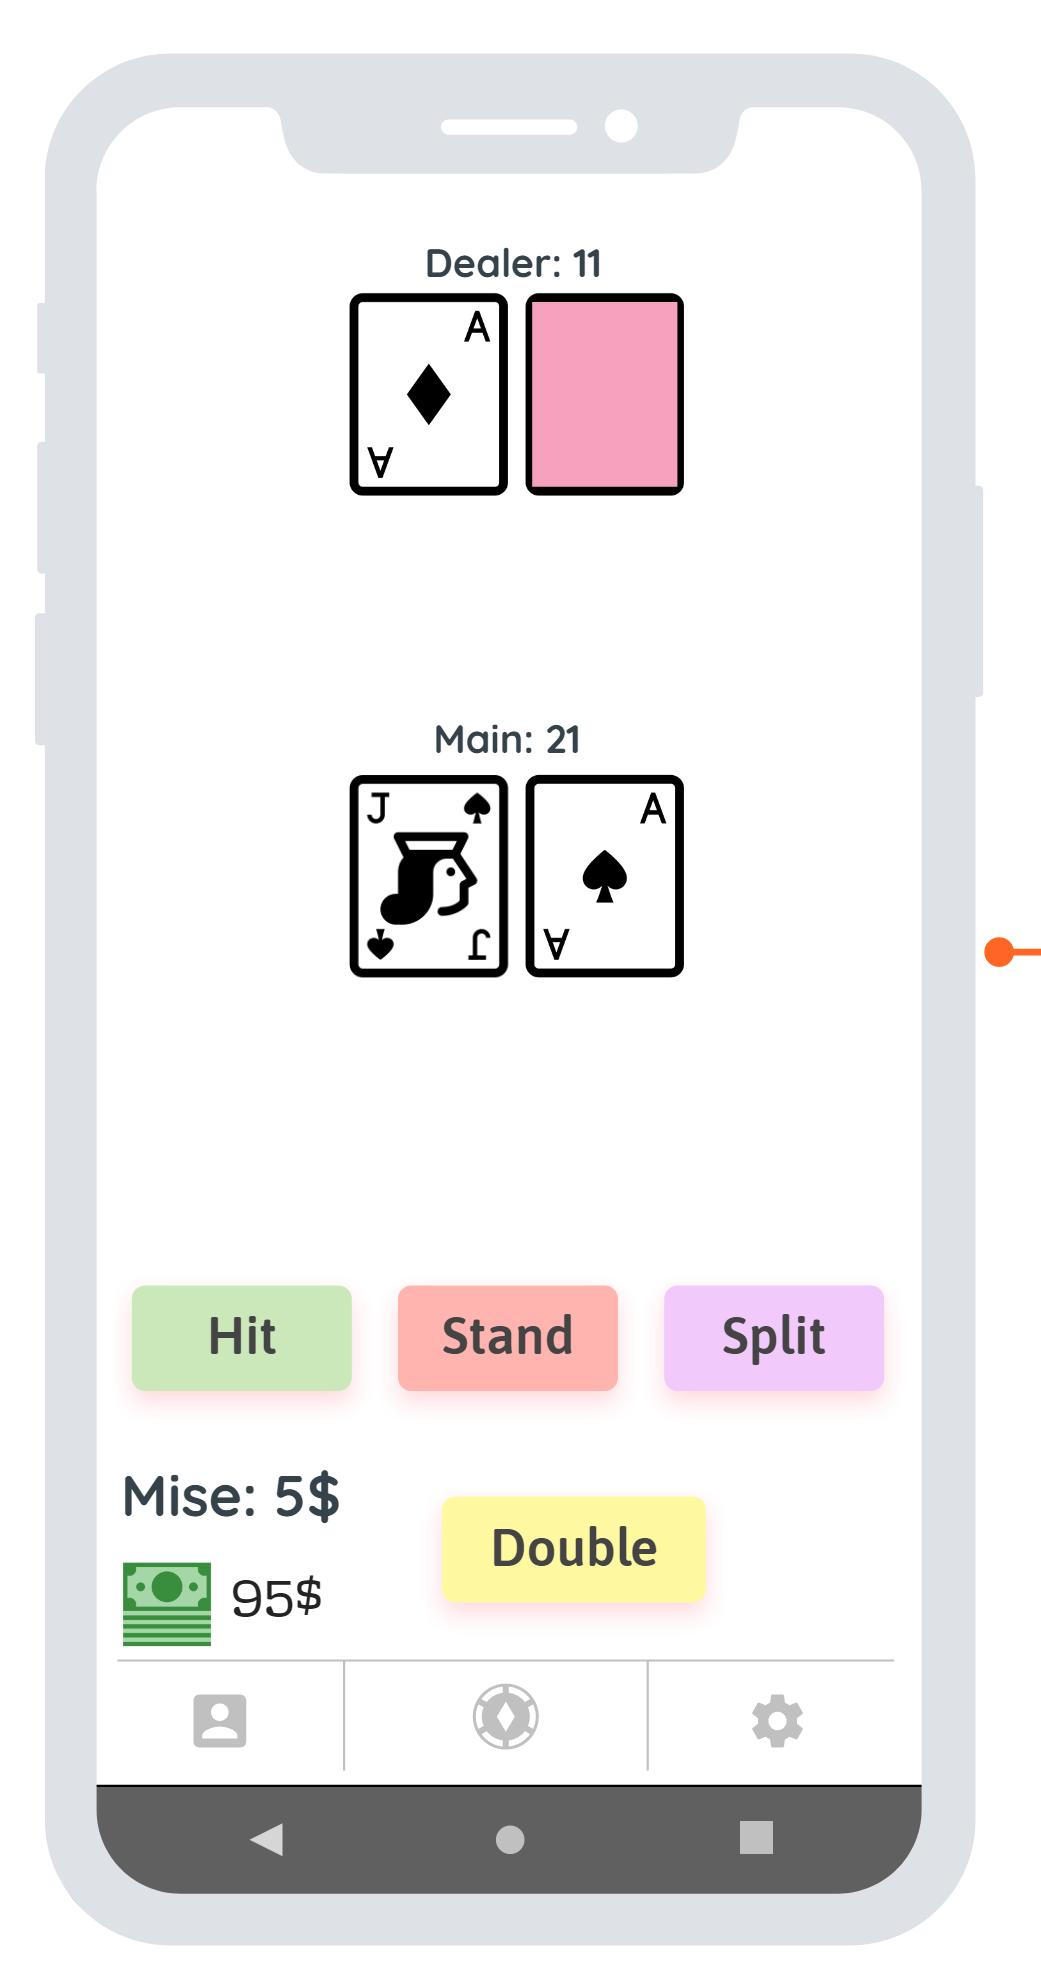 Dealer: 11
A
A
Main: 21
J
J
A
A
Hit
Stand
Split
Mise: 5$
Double
95$